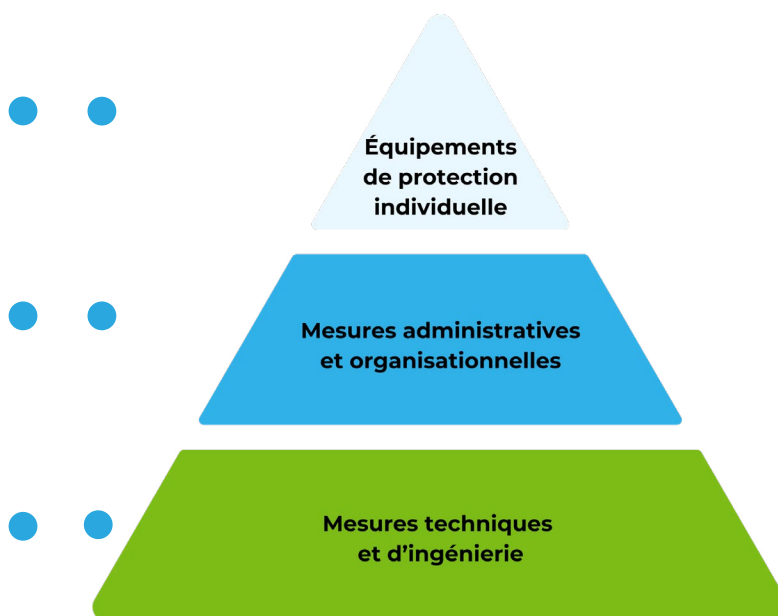 Équipements
de protection
individuelle
Mesures administratives
et organisationnelles
Mesures techniques
et d’ingénierie